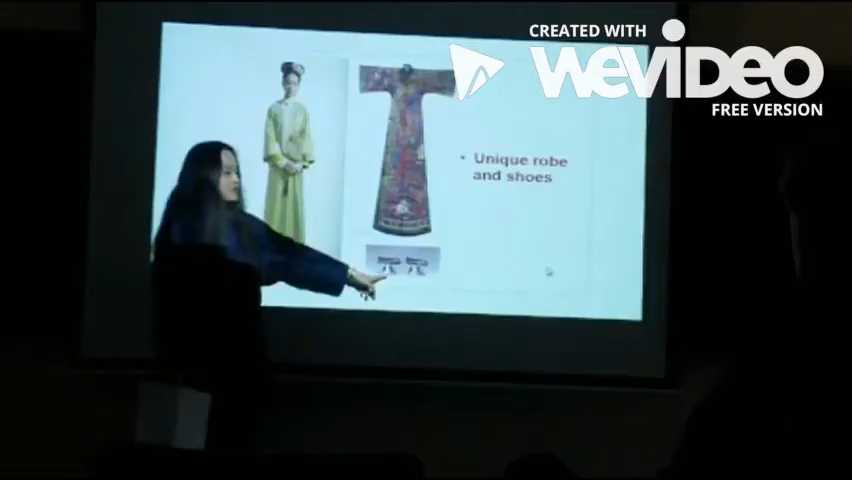 CREATED WITH
WEVIDEO
FREE VERSION
• Unique robe
and shoes